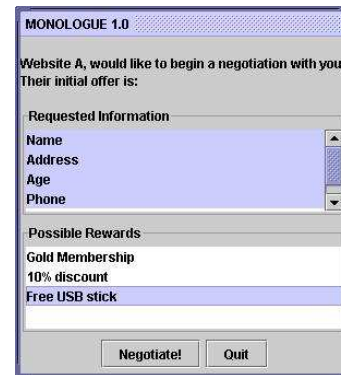 MONOLOGUE 1.0
Website A, would like to begin a negotiation with you
Their initial offer is:
Requested Information
Name
Address
Age
Phone
Possible Rewards
Gold Membership
10% discount
Free USB stick
Negotiate! Quit